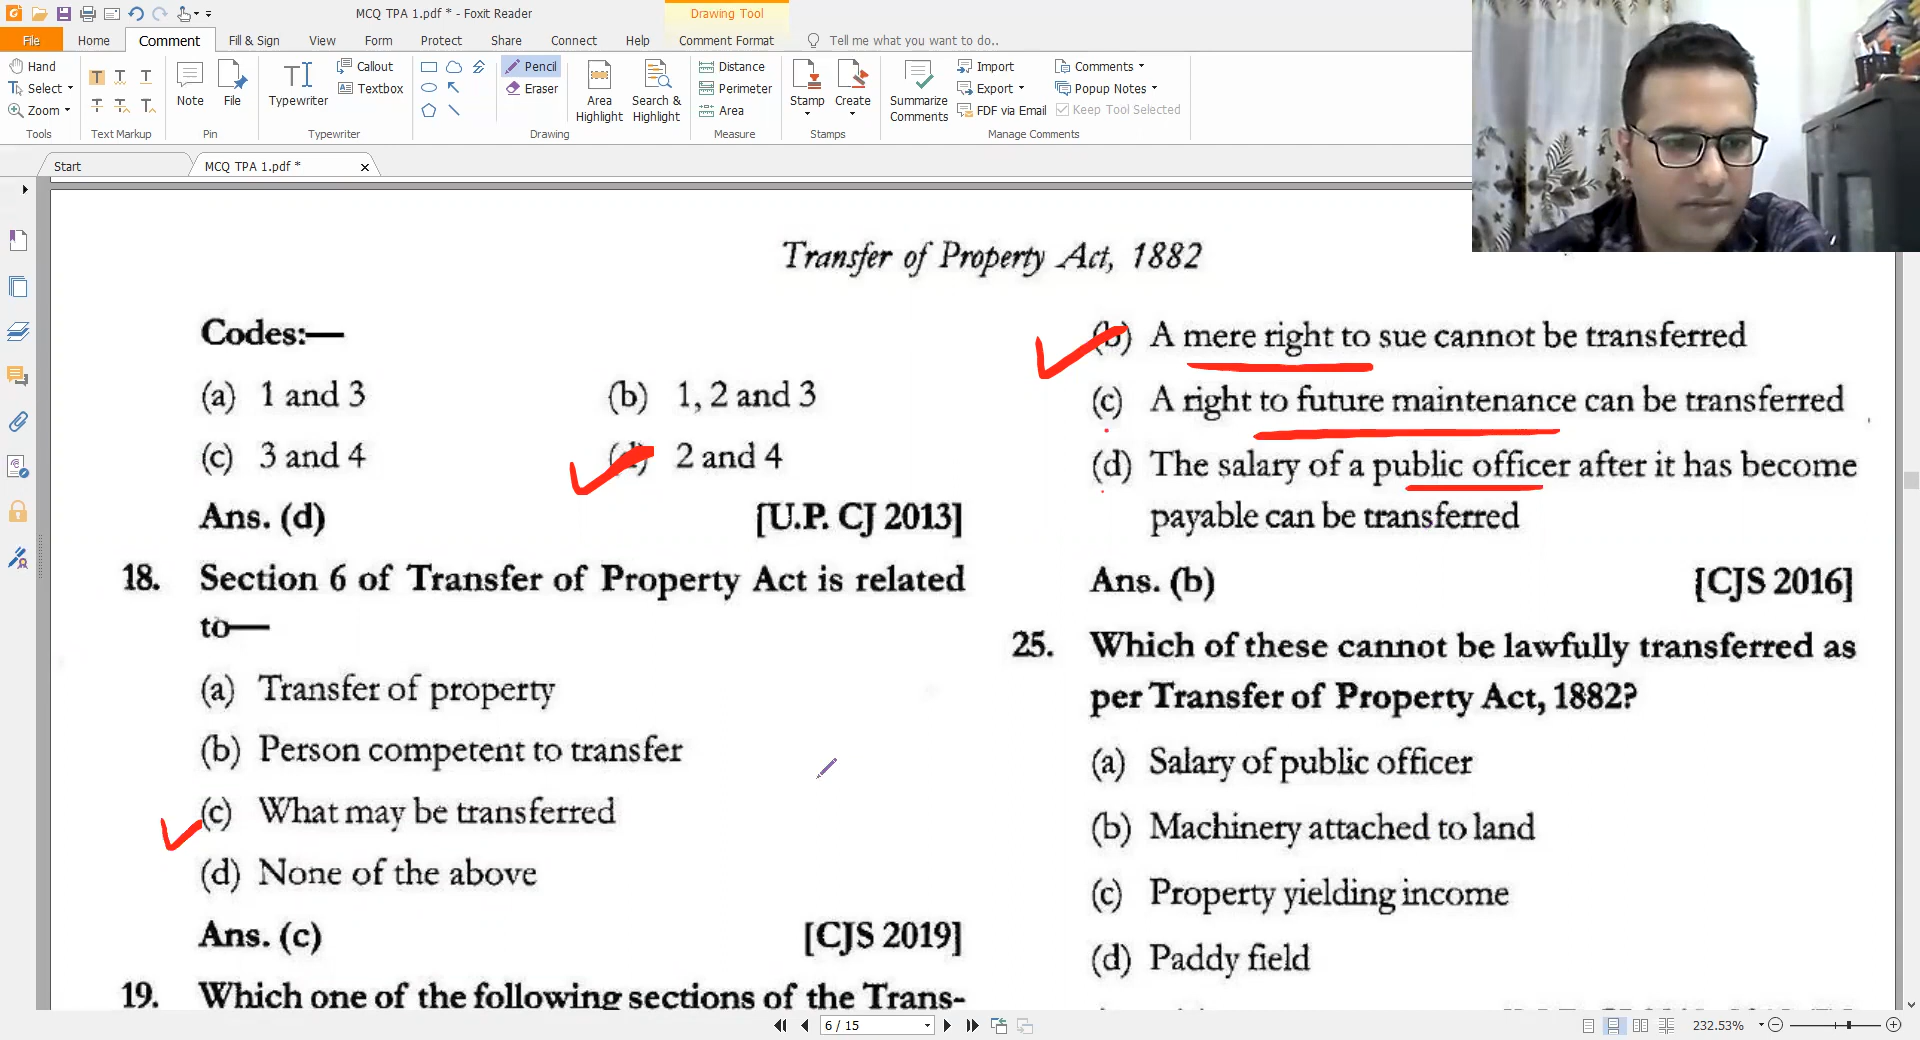 MCQ TPA 1.pdf * - Foxit Reader
Drawing Tool
File
Home
Comment
Fill & Sign
View
Form
Protect
Share
Connect
Help
Comment Format
Tell me what you want to do..
Hand
Select
Zoom
Tools
Text Markup
Note
File
Pin
Typewriter
Callout
Textbox
Typewriter
Pencil
Eraser
Area Highlight
Search & Highlight
Drawing
Distance
Perimeter
Area
Measure
Stamp
Create
Stamps
Summarize Comments
Import
Export
FDF via Email
Comments
Popup Notes
Keep Tool Selected
Manage Comments
Start
MCQ TPA 1.pdf *
Transfer of Property Act, 1882
Codes:—
(a) 1 and 3
(b) 1, 2 and 3
(c) 3 and 4
(d) 2 and 4
Ans. (d) [U.P. CJ 2013]
18. Section 6 of Transfer of Property Act is related
to—
(a) Transfer of property
(b) Person competent to transfer
(c) What may be transferred
(d) None of the above
Ans. (c) [CJS 2019]
19. Which one of the following sections of the Trans-
(b) A mere right to sue cannot be transferred
(c) A right to future maintenance can be transferred
(d) The salary of a public officer after it has become
payable can be transferred
Ans. (b) [CJS 2016]
25. Which of these cannot be lawfully transferred as
per Transfer of Property Act, 1882?
(a) Salary of public officer
(b) Machinery attached to land
(c) Property yielding income
(d) Paddy field
6 / 15
232.53%